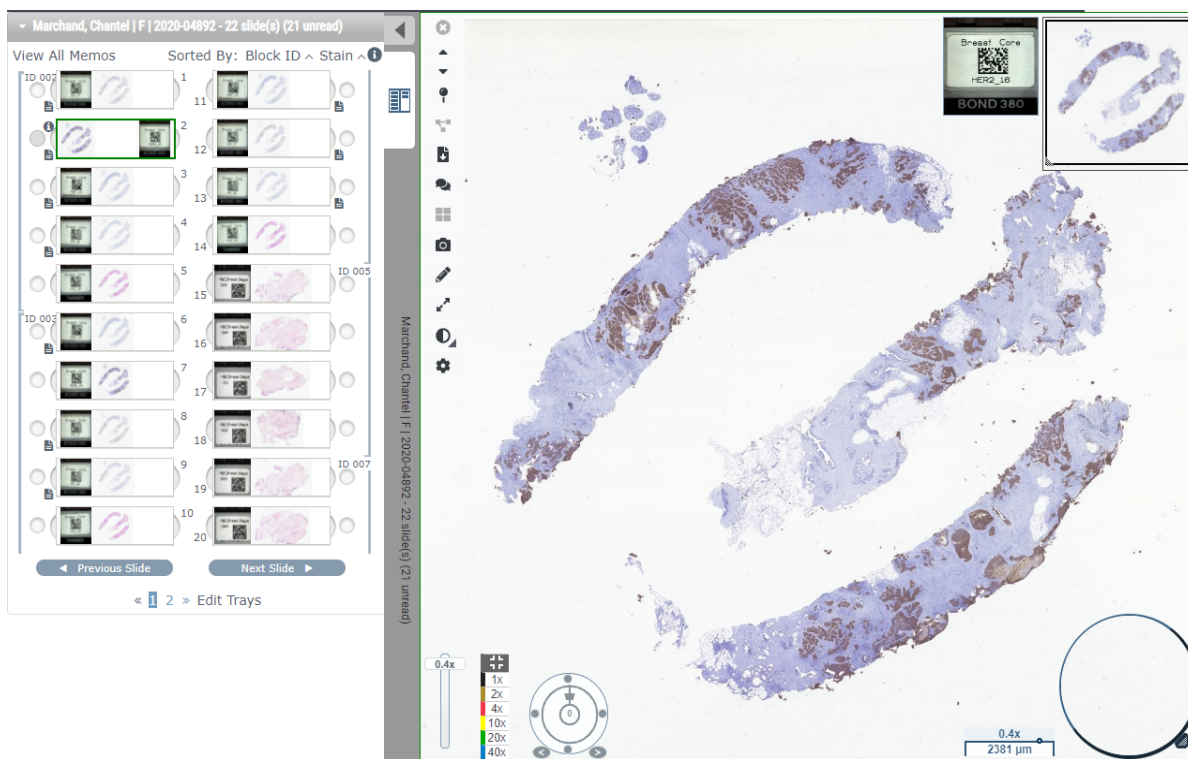 Marchand, Chantel | F | 2020-04892 - 22 slide(s) (21 unread)
View All Memos Sorted By: Block ID Stain
ID 002
1
11
2
12
3
13
4
14
5
ID 005
15
ID 003
6
16
7
17
8
18
9
ID 007
19
10
20
Previous Slide Next Slide
« 1 2 » Edit Trays
Marchand, Chantel | F | 2020-04892 - 22 slide(s) (21 unread)
Breast Core
HER2_16
BOND 380
0.4x
1x
2x
4x
10x
20x
40x
0
0.4x
2381 µm